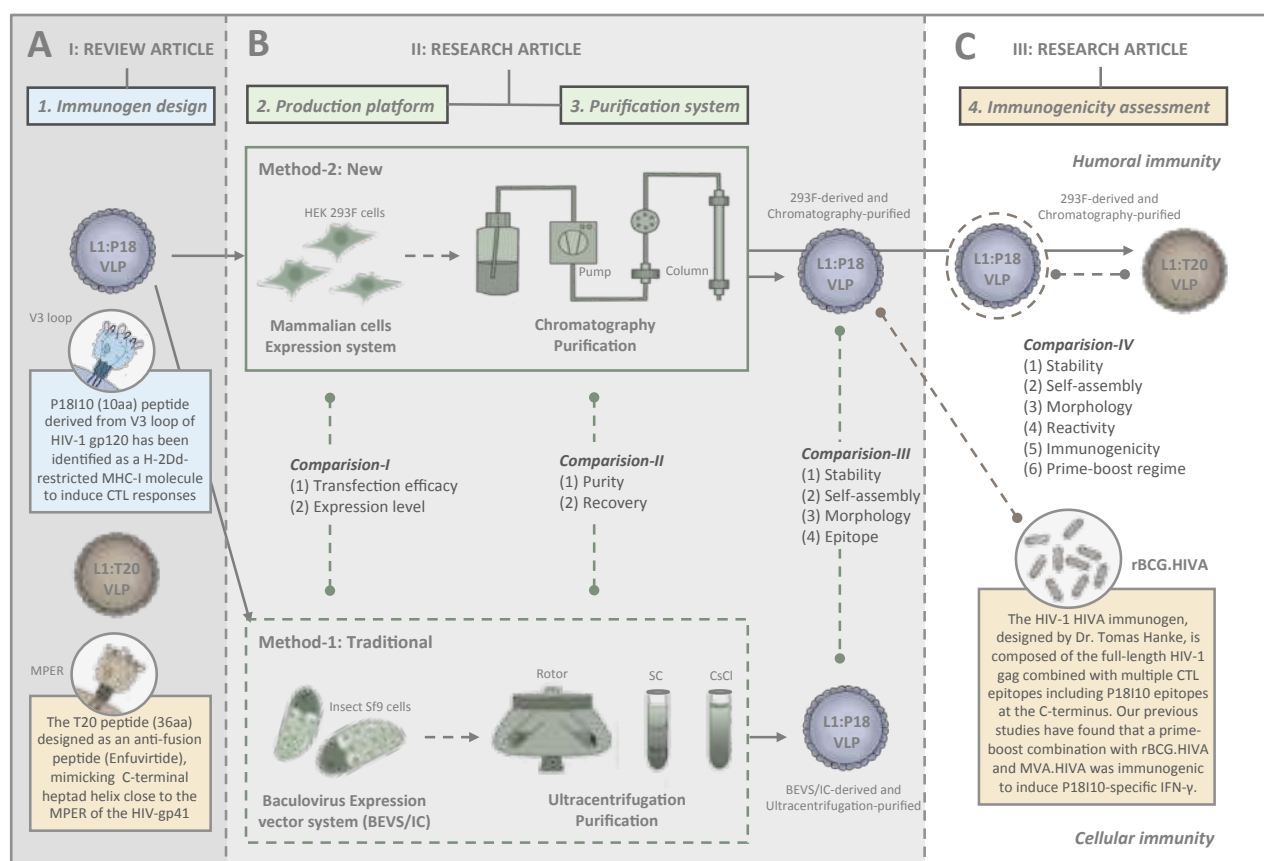 A
I: REVIEW ARTICLE
1. Immunogen design
L1:P18
VLP
V3 loop
P18I10 (10aa) peptide
derived from V3 loop of
HIV-1 gp120 has been
identified as a H-2Dd-
restricted MHC-I molecule
to induce CTL responses
L1:T20
VLP
MPER
The T20 peptide (36aa)
designed as an anti-fusion
peptide (Enfuvirtide),
mimicking C-terminal
heptad helix close to the
MPER of the HIV-gp41
B
II: RESEARCH ARTICLE
2. Production platform
3. Purification system
Method-2: New
HEK 293F cells
Pump
Column
Mammalian cells
Expression system
Chromatography
Purification
293F-derived and
Chromatography-purified
L1:P18
VLP
Comparision-I
(1) Transfection efficacy
(2) Expression level
Comparision-II
(1) Purity
(2) Recovery
Comparision-III
(1) Stability
(2) Self-assembly
(3) Morphology
(4) Epitope
Method-1: Traditional
Insect Sf9 cells
Rotor
SC
CsCl
Baculovirus Expression
vector system (BEVS/IC)
Ultracentrifugation
Purification
L1:P18
VLP
BEVS/IC-derived and
Ultracentrifugation-purified
C
III: RESEARCH ARTICLE
4. Immunogenicity assessment
Humoral immunity
293F-derived and
Chromatography-purified
L1:P18
VLP
L1:T20
VLP
Comparision-IV
(1) Stability
(2) Self-assembly
(3) Morphology
(4) Reactivity
(5) Immunogenicity
(6) Prime-boost regime
rBCG.HIVA
The HIV-1 HIVA immunogen,
designed by Dr. Tomas Hanke, is
composed of the full-length HIV-1
gag combined with multiple CTL
epitopes including P18I10 epitopes
at the C-terminus. Our previous
studies have found that a prime-
boost combination with rBCG.HIVA
and MVA.HIVA was immunogenic
to induce P18I10-specific IFN-γ.
Cellular immunity